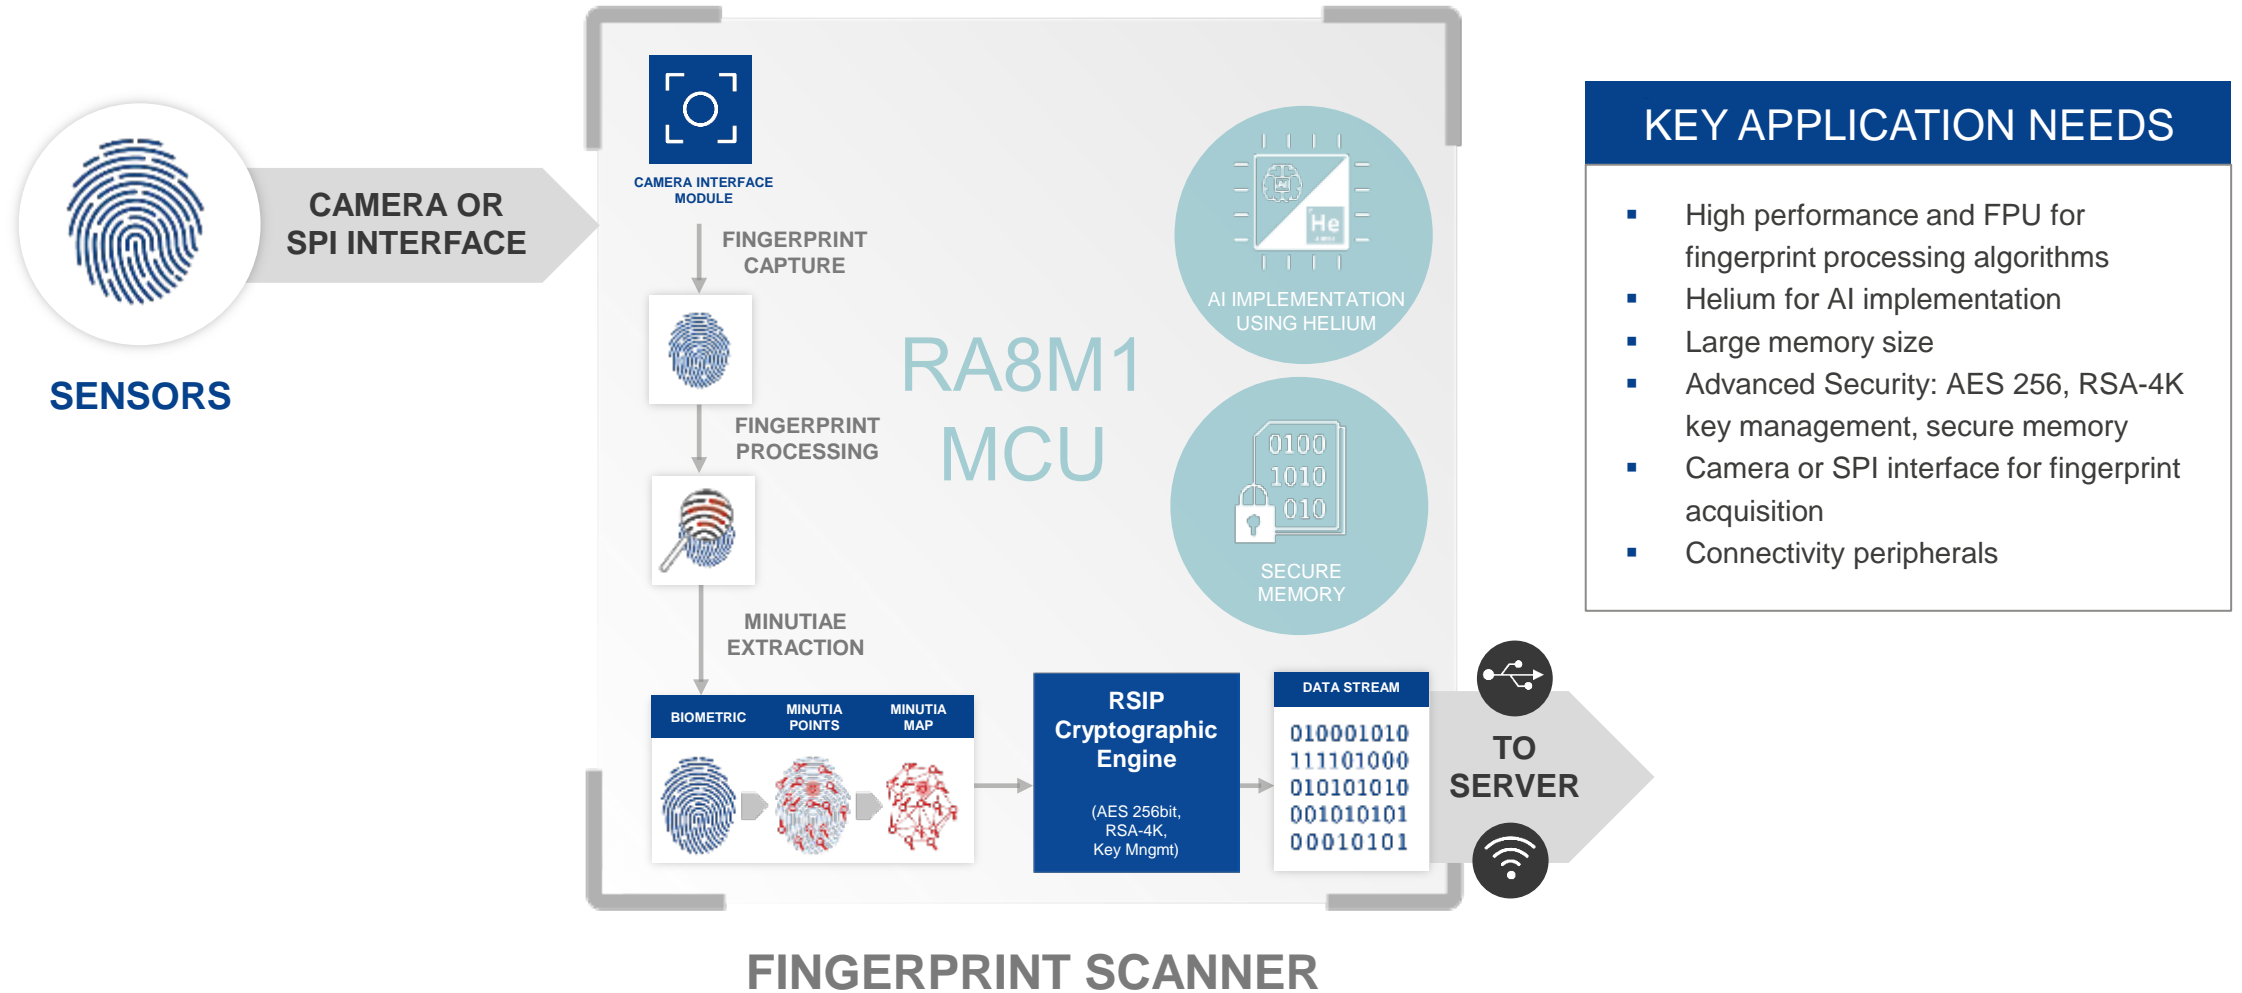 SENSORS
CAMERA OR
SPI INTERFACE
CAMERA INTERFACE
MODULE
FINGERPRINT
CAPTURE
FINGERPRINT
PROCESSING
MINUTIAE
EXTRACTION
RA8M1
MCU
He
AI IMPLEMENTATION
USING HELIUM
0100
1010
010
SECURE
MEMORY
BIOMETRIC
MINUTIA
POINTS
MINUTIA
MAP
RSIP
Cryptographic
Engine
(AES 256bit,
RSA-4K,
Key Mngmt)
DATA STREAM
010001010
111101000
010101010
001010101
00010101
TO
SERVER
KEY APPLICATION NEEDS
▪ High performance and FPU for
fingerprint processing algorithms
▪ Helium for AI implementation
▪ Large memory size
▪ Advanced Security: AES 256, RSA-4K
key management, secure memory
▪ Camera or SPI interface for fingerprint
acquisition
▪ Connectivity peripherals
FINGERPRINT SCANNER